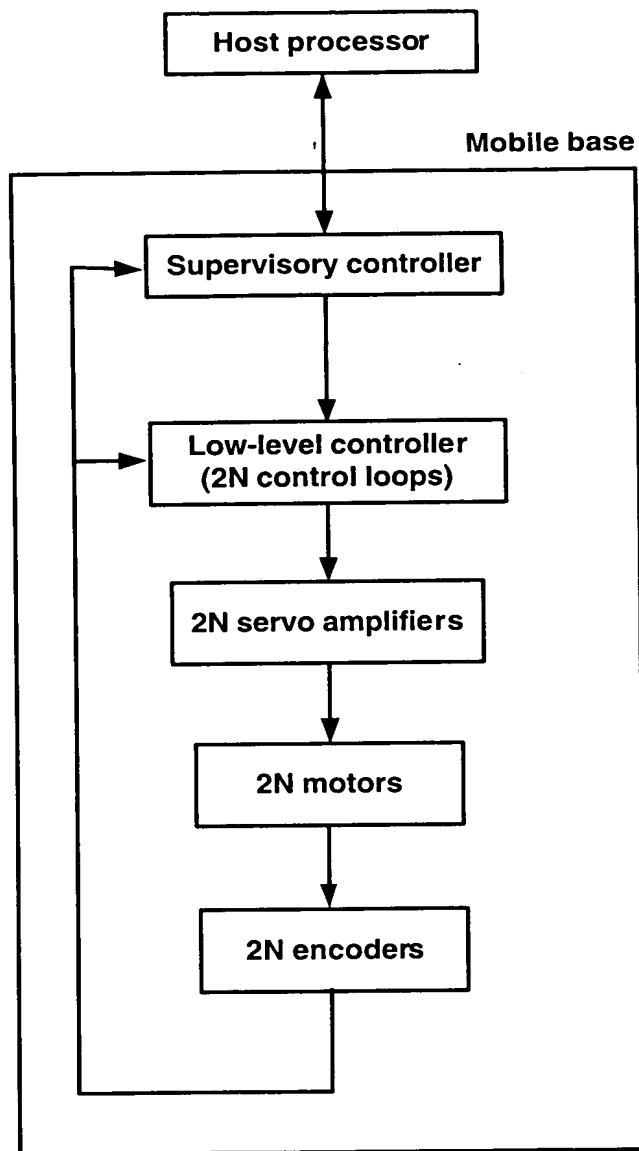 Host processor
Mobile base
Supervisory controller
Low-level controller
(2N control loops)
2N servo amplifiers
2N motors
2N encoders